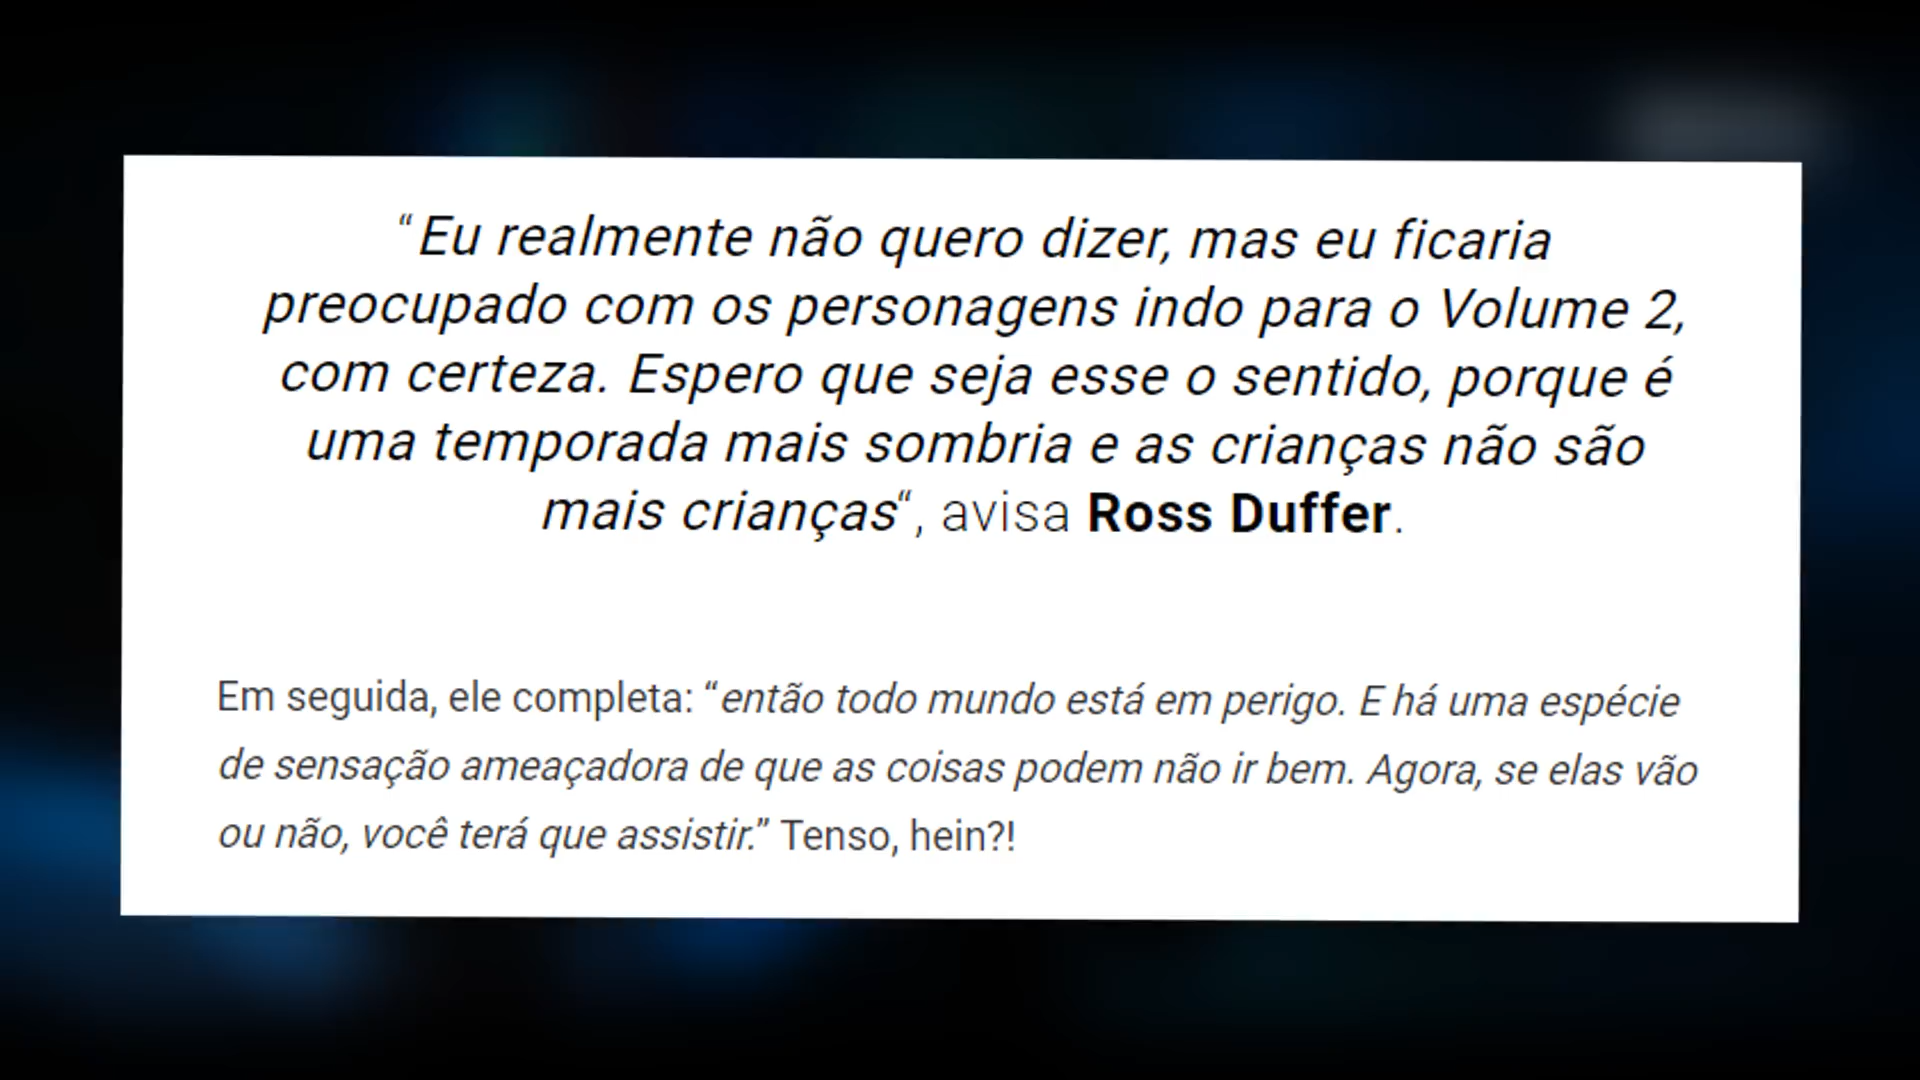 “Eu realmente não quero dizer, mas eu ficaria
preocupado com os personagens indo para o Volume 2,
com certeza. Espero que seja esse o sentido, porque é
uma temporada mais sombria e as crianças não são
mais crianças“, avisa Ross Duffer.
Em seguida, ele completa: “então todo mundo está em perigo. E há uma espécie
de sensação ameaçadora de que as coisas podem não ir bem. Agora, se elas vão
ou não, você terá que assistir.” Tenso, hein?!